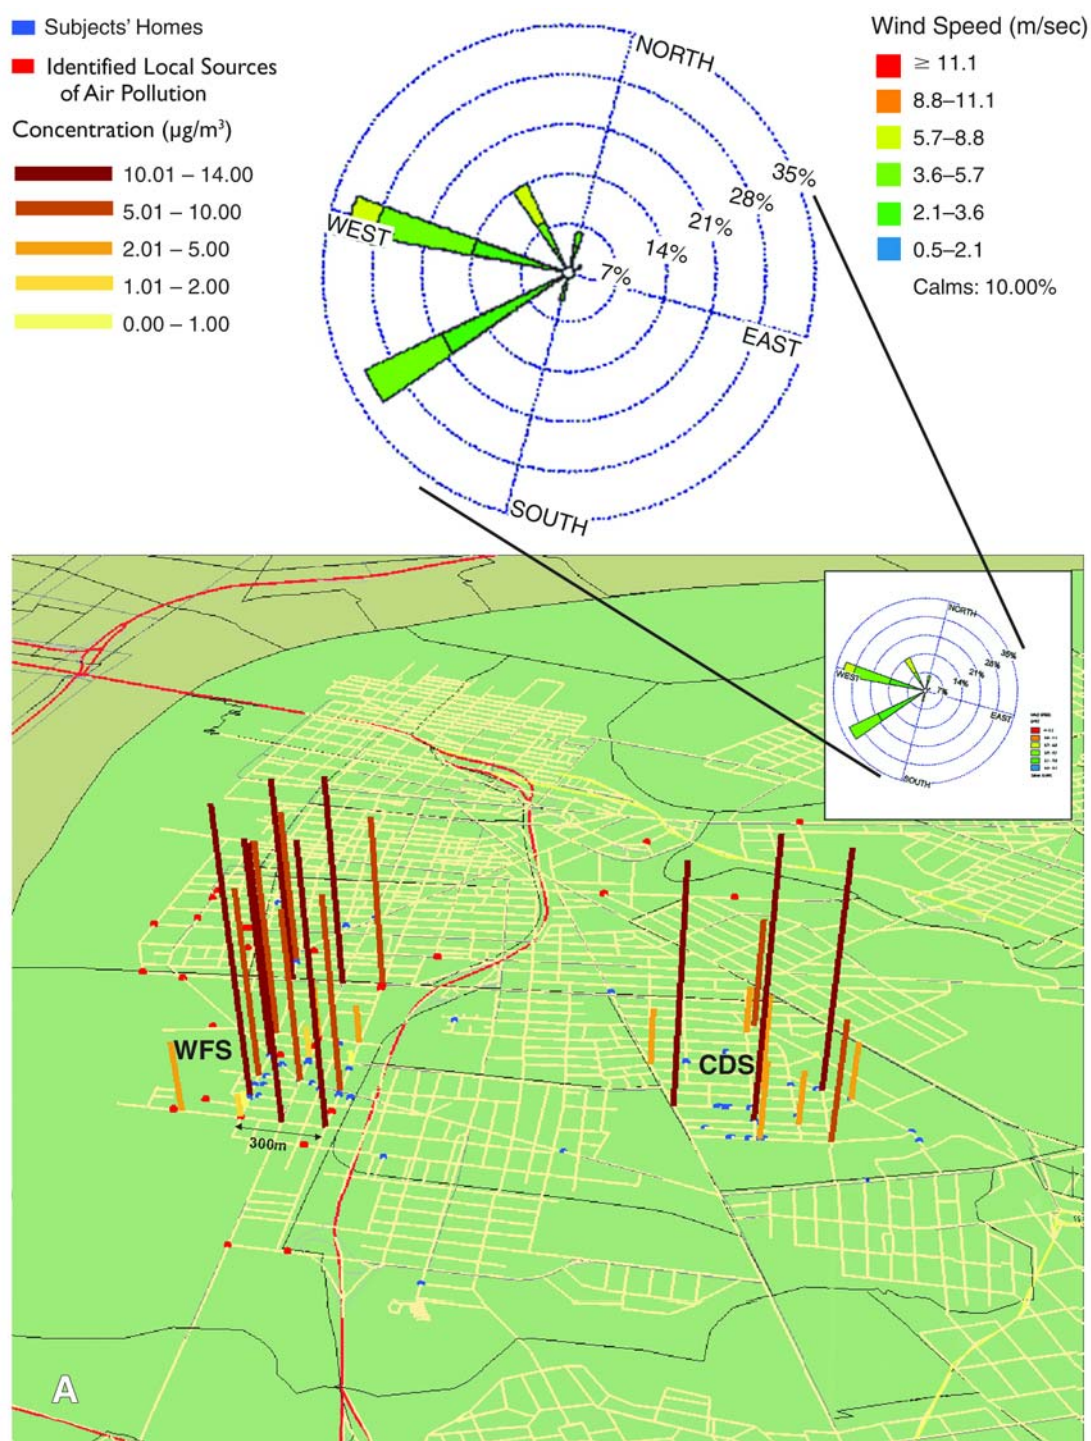 Subjects' Homes
Identified Local Sources
of Air Pollution
Concentration (µg/m³)
10.01 – 14.00
5.01 – 10.00
2.01 – 5.00
1.01 – 2.00
0.00 – 1.00
NORTH
WEST
EAST
SOUTH
35%
28%
21%
14%
7%
Wind Speed (m/sec)
≥ 11.1
8.8–11.1
5.7–8.8
3.6–5.7
2.1–3.6
0.5–2.1
Calms: 10.00%
NORTH
WEST
EAST
SOUTH
35%
28%
21%
14%
7%
WFS
CDS
300m
A